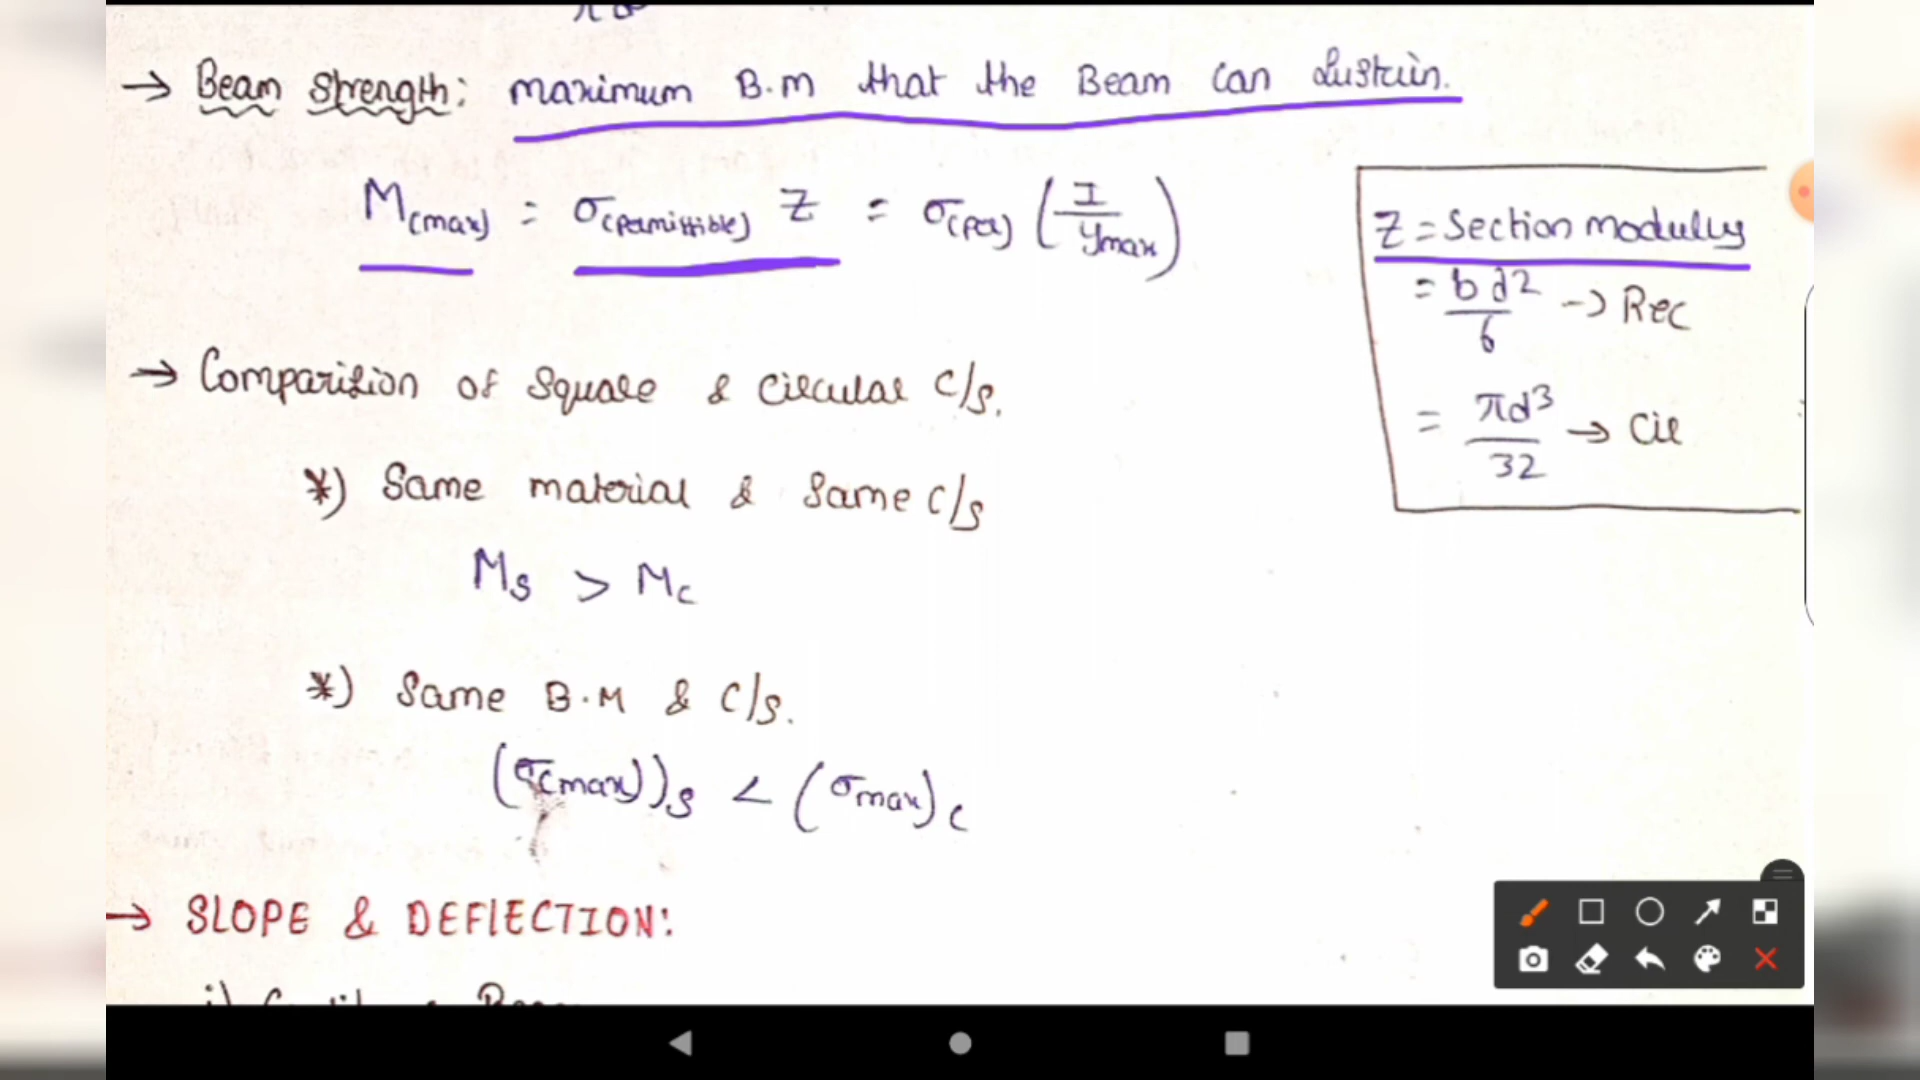 → Beam Strength: maximum B.M that the Beam Can Sustain.
M(max) = σ(permissible) Z = σ(per) (I/ymax)
Z = Section modulus
= bd2/6 → Rec
= πd3/32 → Cir
→ Comparision of Square & Circular C/S.
*) Same material & Same C/S
Ms > Mc
*) Same B.M & C/S.
(σ(max))s < (σmax)c
→ SLOPE & DEFLECTION: